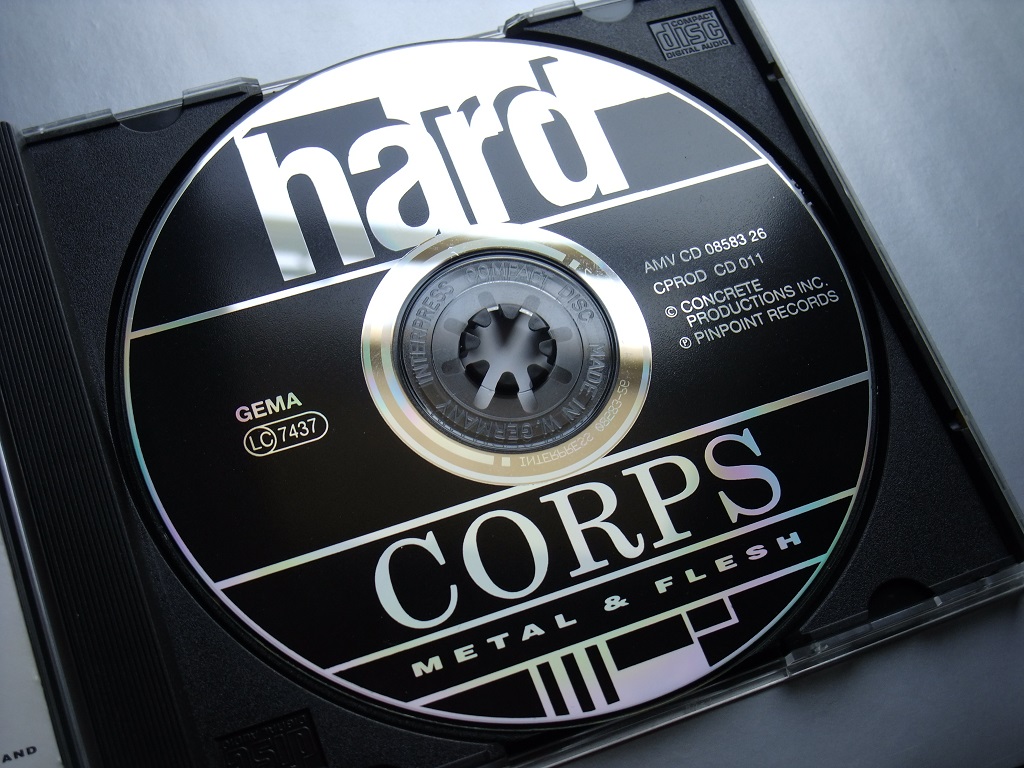 COMPACT
disc
DIGITAL AUDIO
hard
AMV CD 08583 26
CPROD CD 011
© CONCRETE
PRODUCTIONS INC.
℗ PINPOINT RECORDS
COMPACT DISC
MADE IN W. GERMANY
INTERPRESS
GEMA
LC 7437
CORPS
METAL & FLESH
AND